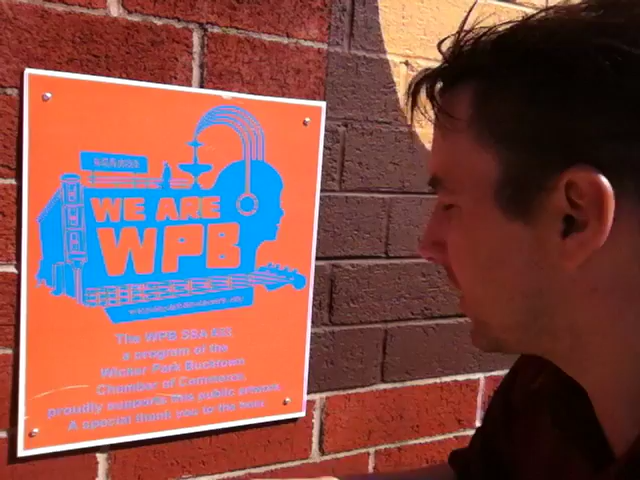 WE ARE
WPB
The WPB SSA #33,
a program of the
Wicker Park Bucktown
Chamber of Commerce,
proudly supports this public artwork.
A special thank you to the